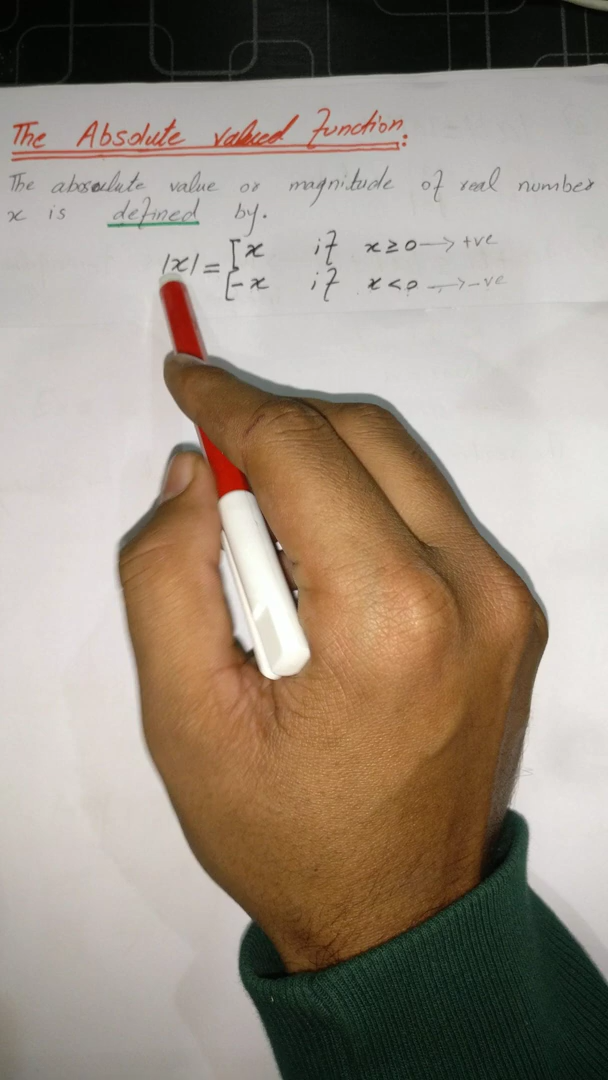 The Absolute valued Function:
The absoulute value or magnitude of real number
x is defined by.
|x| = [x if x ≥ 0 → +ve
[-x if x < 0 → -ve